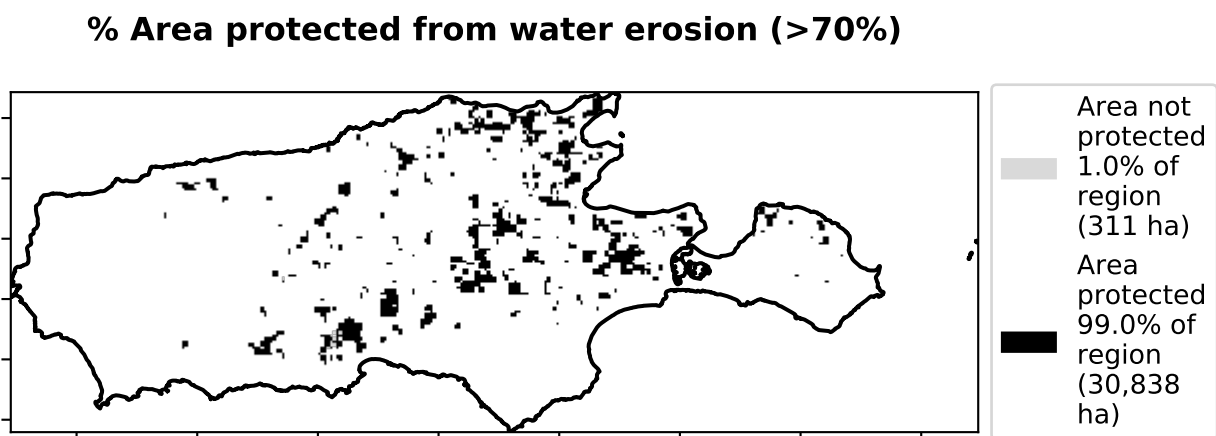 % Area protected from water erosion (>70%)
Area not
protected
1.0% of
region
(311 ha)
Area
protected
99.0% of
region
(30,838
ha)